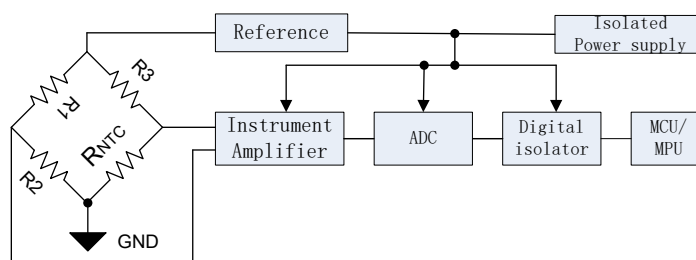 Reference
Isolated
Power supply
R3
R1
Instrument
Amplifier
ADC
Digital
isolator
MCU/
MPU
RNTC
R2
GND